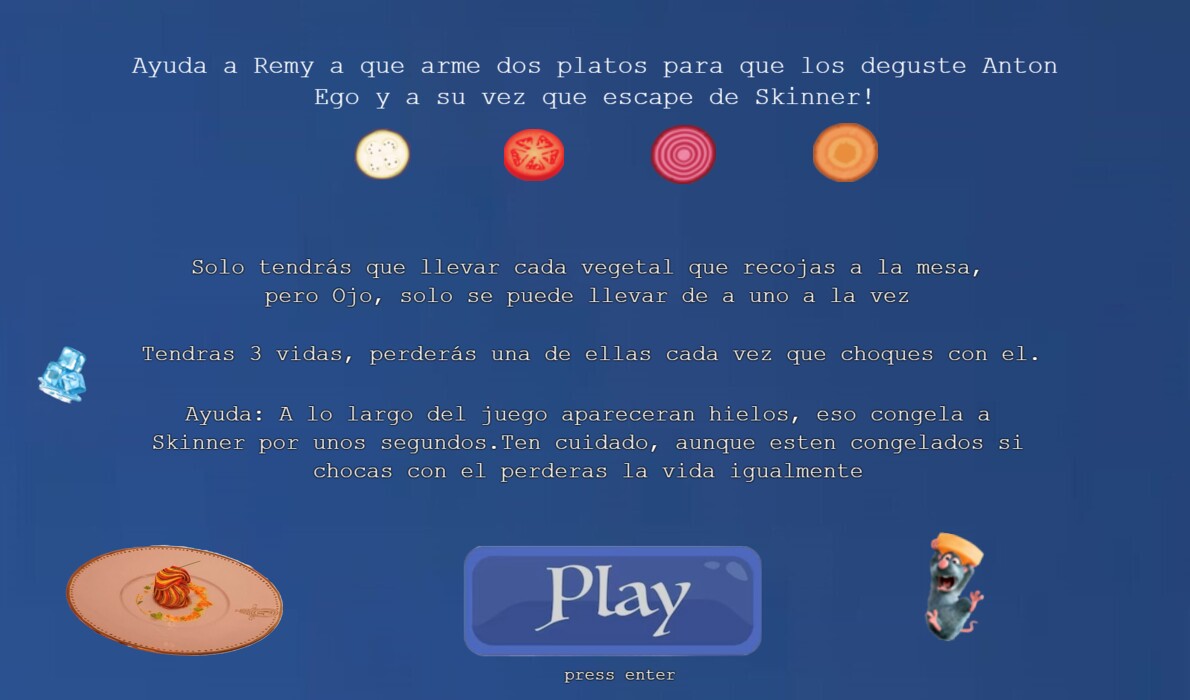 Ayuda a Remy a que arme dos platos para que los deguste Anton
Ego y a su vez que escape de Skinner!
Solo tendrás que llevar cada vegetal que recojas a la mesa,
pero Ojo, solo se puede llevar de a uno a la vez
Tendras 3 vidas, perderás una de ellas cada vez que choques con el.
Ayuda: A lo largo del juego apareceran hielos, eso congela a
Skinner por unos segundos.Ten cuidado, aunque esten congelados si
chocas con el perderas la vida igualmente
Play
press enter